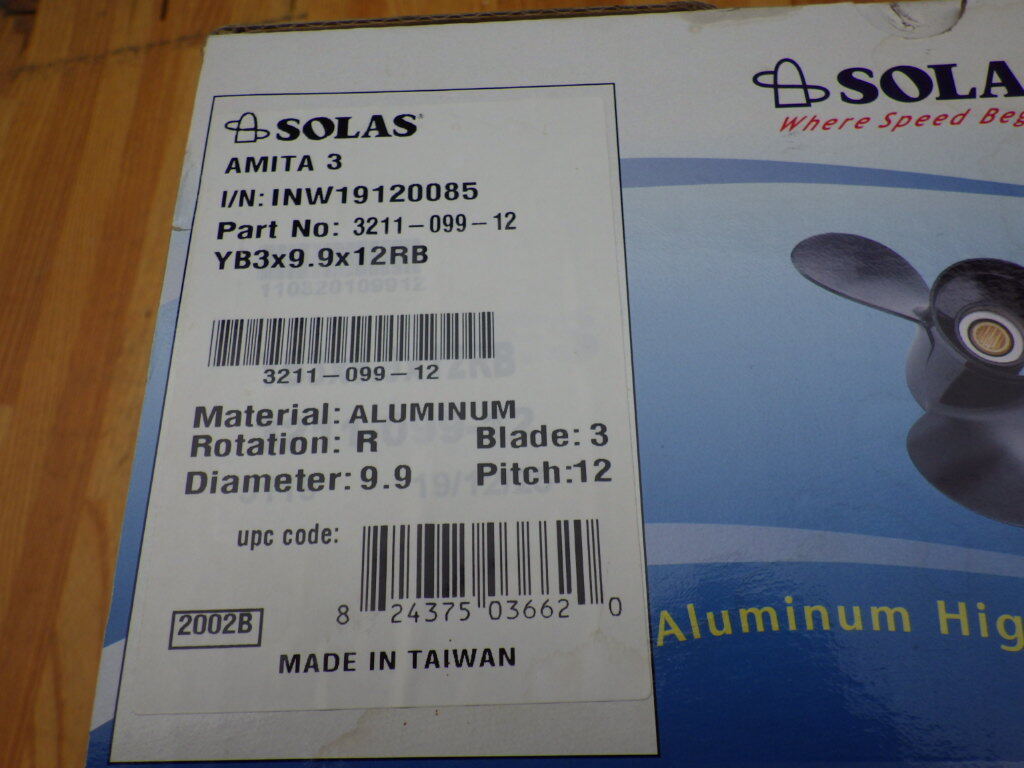 SOLAS
AMITA 3
I/N: INW19120085
Part No: 3211-099-12
YB3x9.9x12RB
110320109912
3211-099-12
Material: ALUMINUM
Rotation: R Blade: 3
Diameter: 9.9 Pitch:12
upc code:
8 24375 03662 0
2002B
MADE IN TAIWAN
SOLA
Where Speed Beg
Aluminum Hig